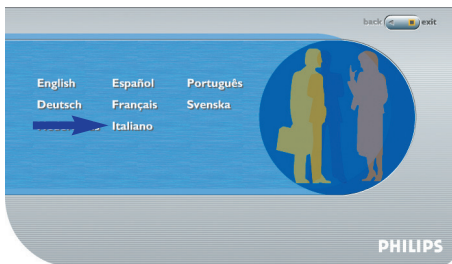 back exit
English Español Português
Deutsch Français Svenska
Italiano
PHILIPS